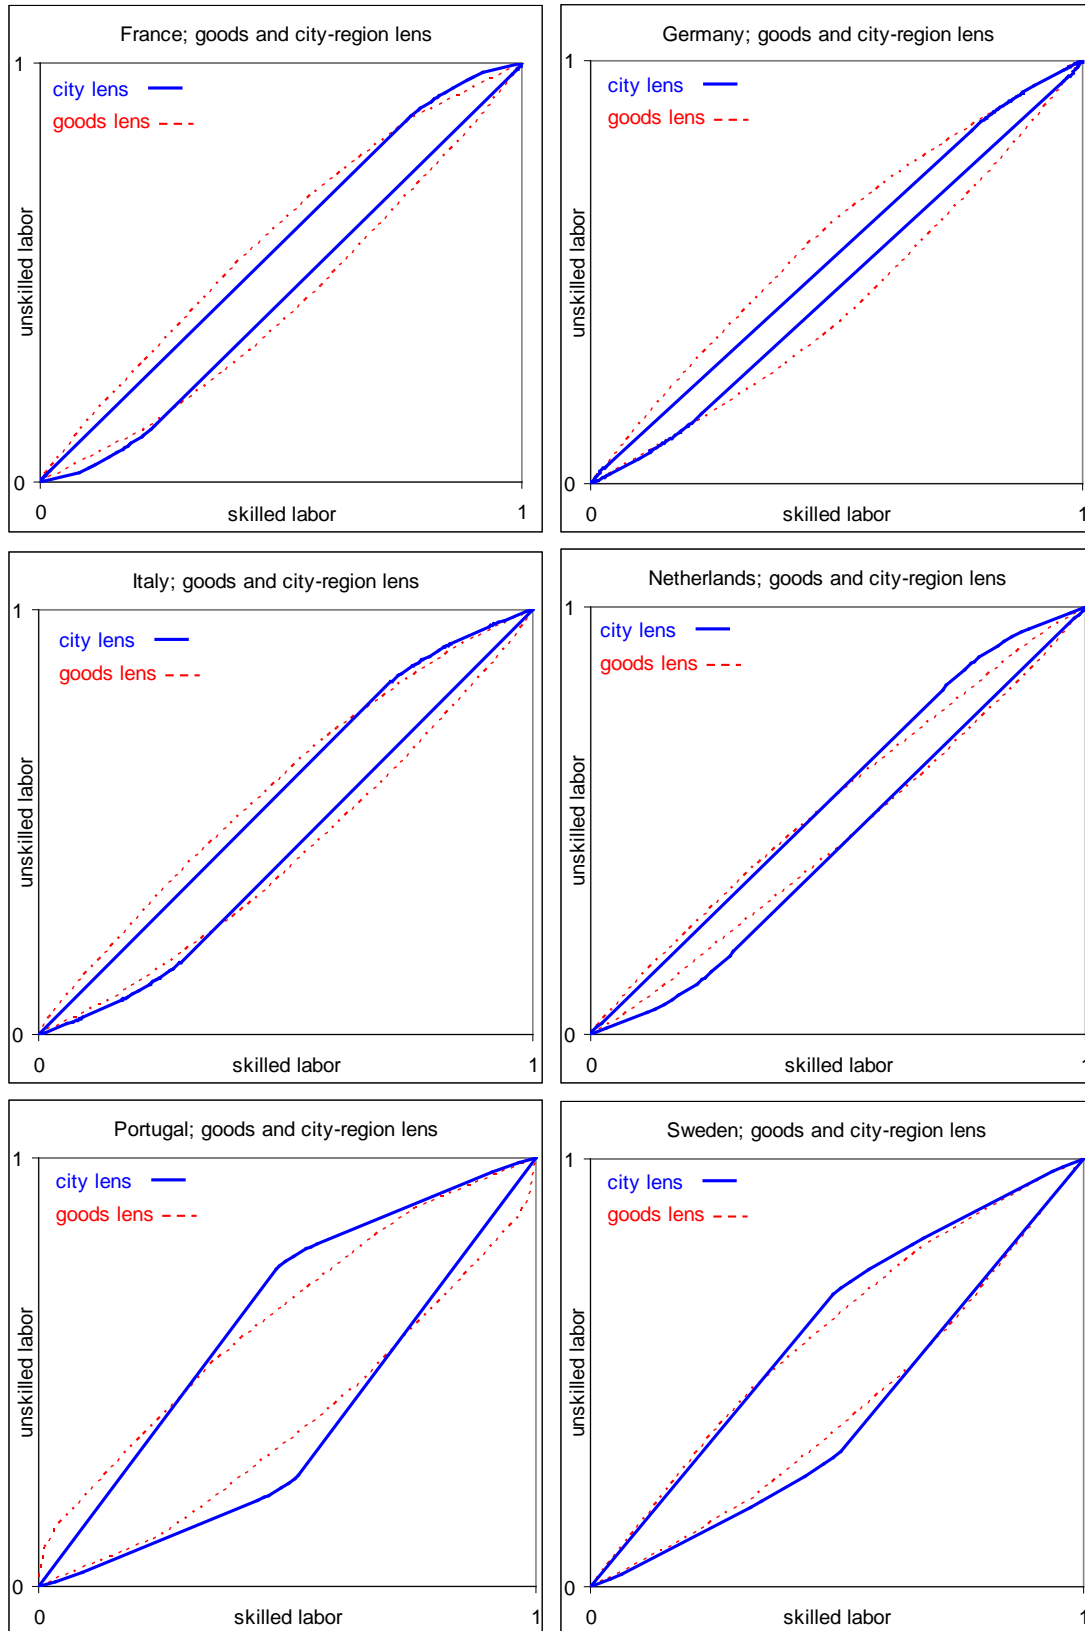 France; goods and city-region lens
1
city lens
goods lens
unskilled labor
0
0
skilled labor
1
Germany; goods and city-region lens
1
city lens
goods lens
unskilled labor
0
0
skilled labor
1
Italy; goods and city-region lens
1
city lens
goods lens
unskilled labor
0
0
skilled labor
1
Netherlands; goods and city-region lens
1
city lens
goods lens
unskilled labor
0
0
skilled labor
1
Portugal; goods and city-region lens
1
city lens
goods lens
unskilled labor
0
0
skilled labor
1
Sweden; goods and city-region lens
1
city lens
goods lens
unskilled labor
0
0
skilled labor
1